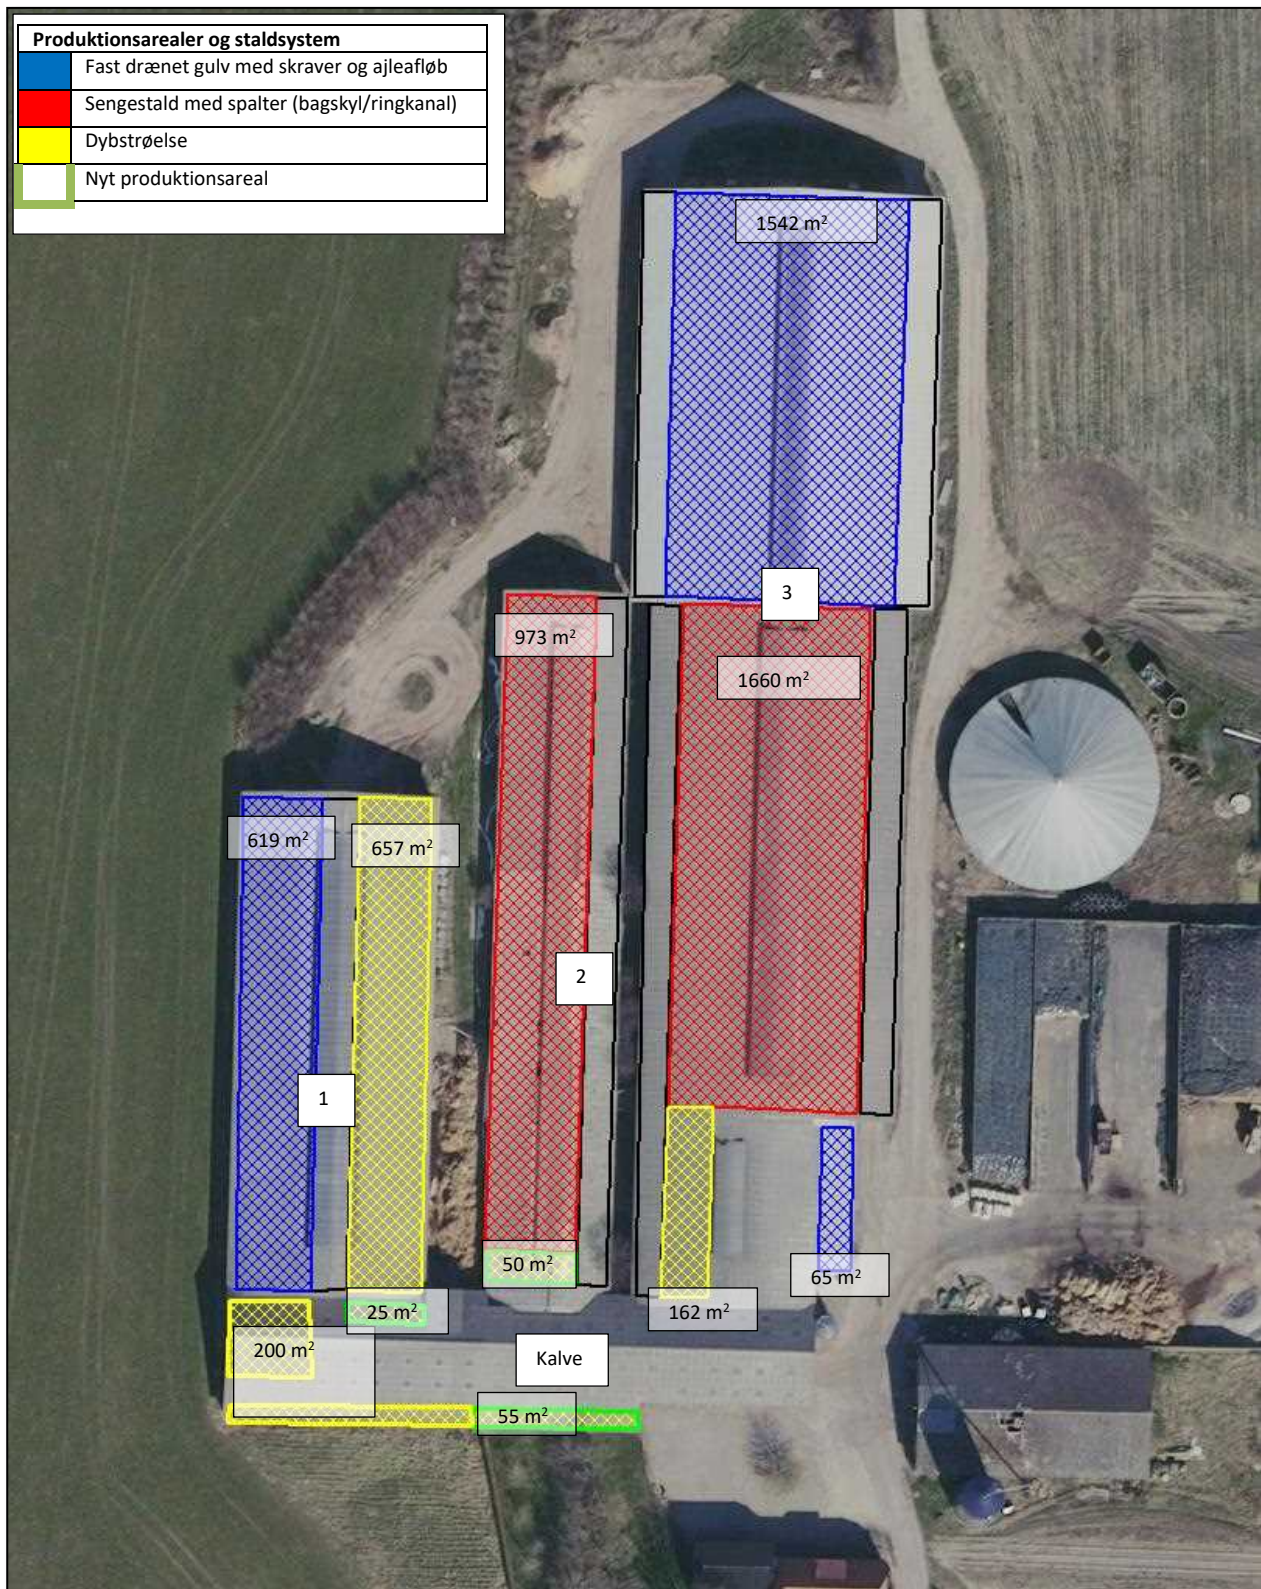 Produktionsarealer og staldsystem
Fast drænet gulv med skraver og ajleafløb
Sengestald med spalter (bagskyl/ringkanal)
Dybstrøelse
Nyt produktionsareal
1542 m²
3
973 m²
1660 m²
619 m²
657 m²
2
1
50 m²
65 m²
25 m²
162 m²
200 m²
Kalve
55 m²